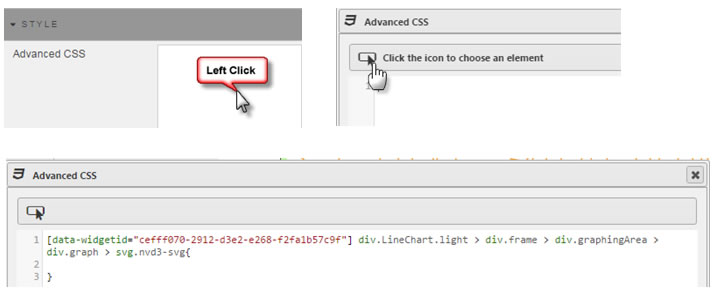 STYLE
Advanced CSS
Left Click
Advanced CSS
Click the icon to choose an element
Advanced CSS
1 [data-widgetid="cefff070-2912-d3e2-e268-f2fa1b57c9f"] div.LineChart.light > div.frame > div.graphingArea >
div.graph > svg.nvd3-svg{
2
3 }